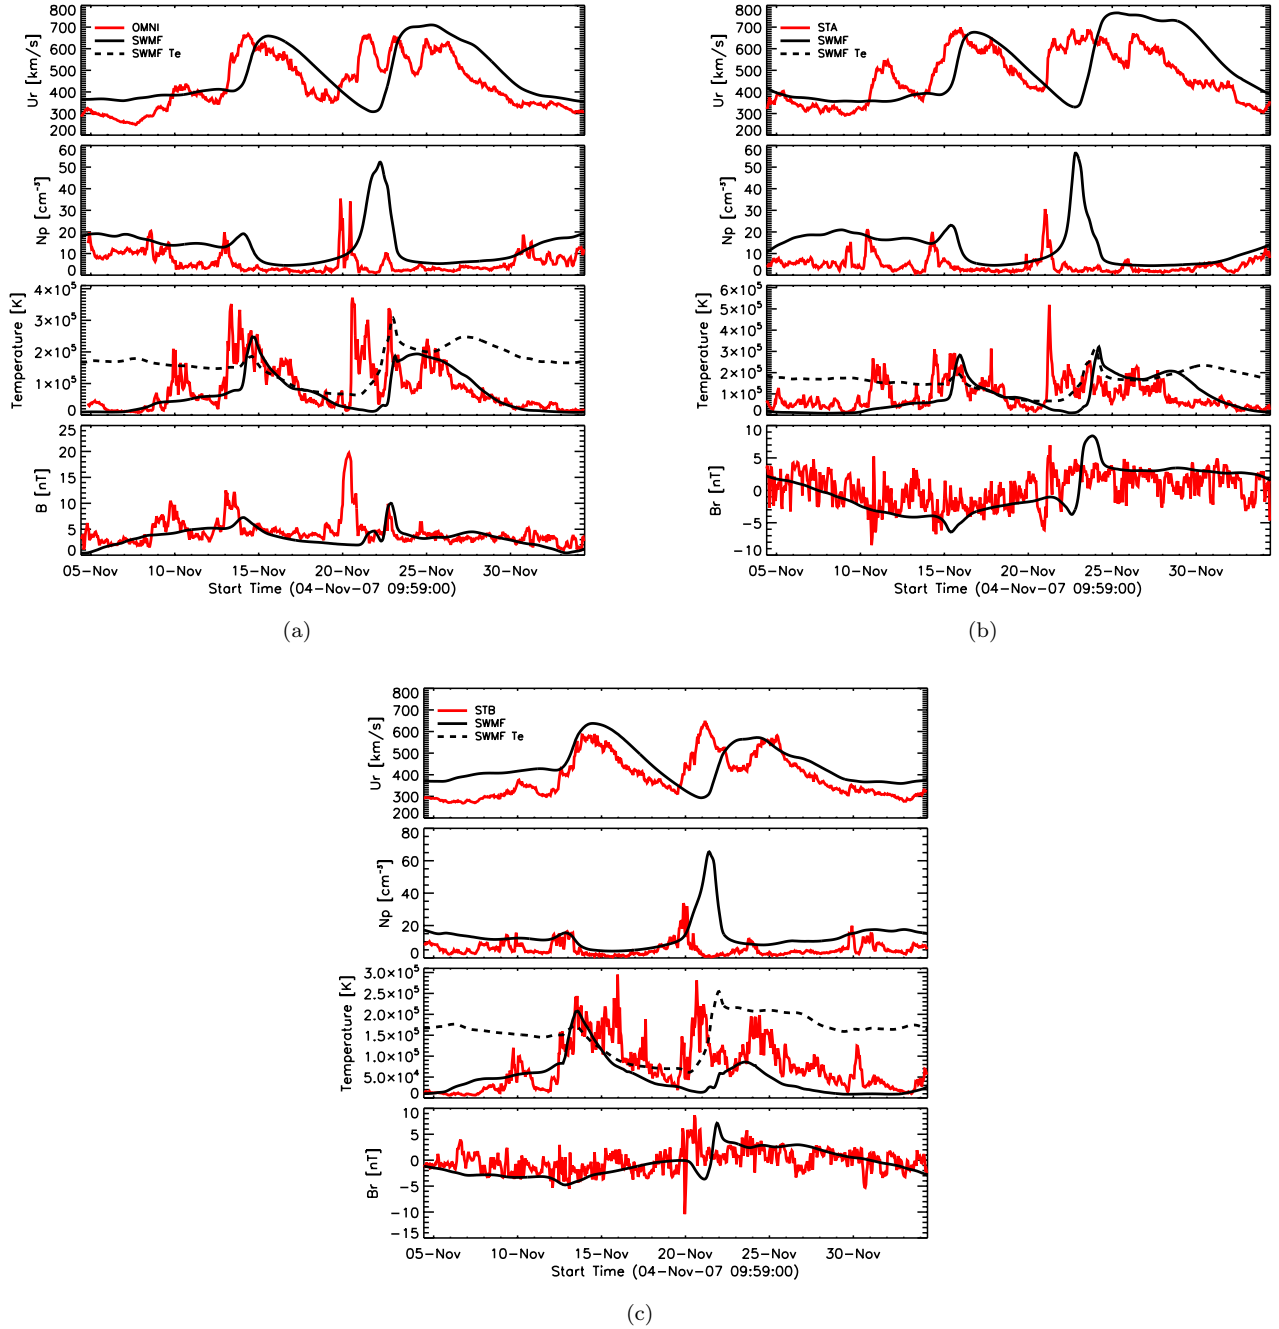 800
700
600
500
400
300
200
Ur [km/s]
OMNI
SWMF
SWMF Te
60
50
40
30
20
10
0
Np [cm⁻³]
4×10⁵
3×10⁵
2×10⁵
1×10⁵
0
Temperature [K]
25
20
15
10
5
0
B [nT]
05-Nov 10-Nov 15-Nov 20-Nov 25-Nov 30-Nov
Start Time (04-Nov-07 09:59:00)
(a)
800
700
600
500
400
300
200
Ur [km/s]
STA
SWMF
SWMF Te
60
50
40
30
20
10
0
Np [cm⁻³]
6×10⁵
5×10⁵
4×10⁵
3×10⁵
2×10⁵
1×10⁵
0
Temperature [K]
10
5
0
-5
-10
Br [nT]
05-Nov 10-Nov 15-Nov 20-Nov 25-Nov 30-Nov
Start Time (04-Nov-07 09:59:00)
(b)
800
700
600
500
400
300
200
Ur [km/s]
STB
SWMF
SWMF Te
80
60
40
20
0
Np [cm⁻³]
3.0×10⁵
2.5×10⁵
2.0×10⁵
1.5×10⁵
1.0×10⁵
5.0×10⁴
0
Temperature [K]
10
5
0
-5
-10
-15
Br [nT]
05-Nov 10-Nov 15-Nov 20-Nov 25-Nov 30-Nov
Start Time (04-Nov-07 09:59:00)
(c)